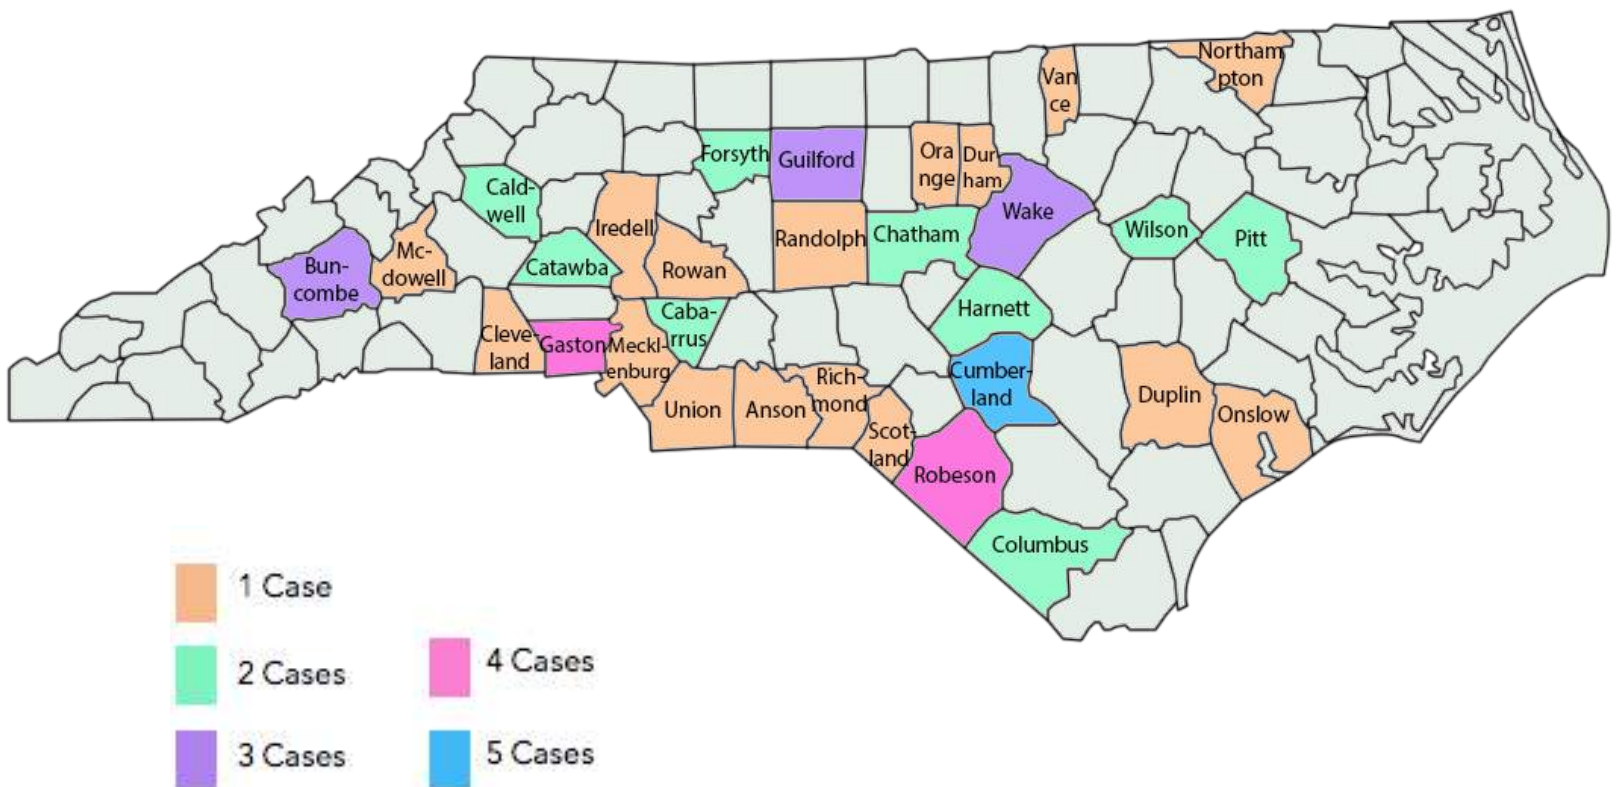 Northam
pton
Van
ce
Forsyth
Guilford
Ora
nge
Dur
ham
Cald-
well
Wake
Iredell
Randolph
Chatham
Wilson
Pitt
Mc-
dowell
Bun-
combe
Catawba
Rowan
Harnett
Caba-
rrus
Cleve-
land
Gaston
Meckl-
enburg
Cumber-
land
Union
Anson
Rich-
mond
Duplin
Onslow
Scot-
land
Robeson
Columbus
1 Case
2 Cases
3 Cases
4 Cases
5 Cases